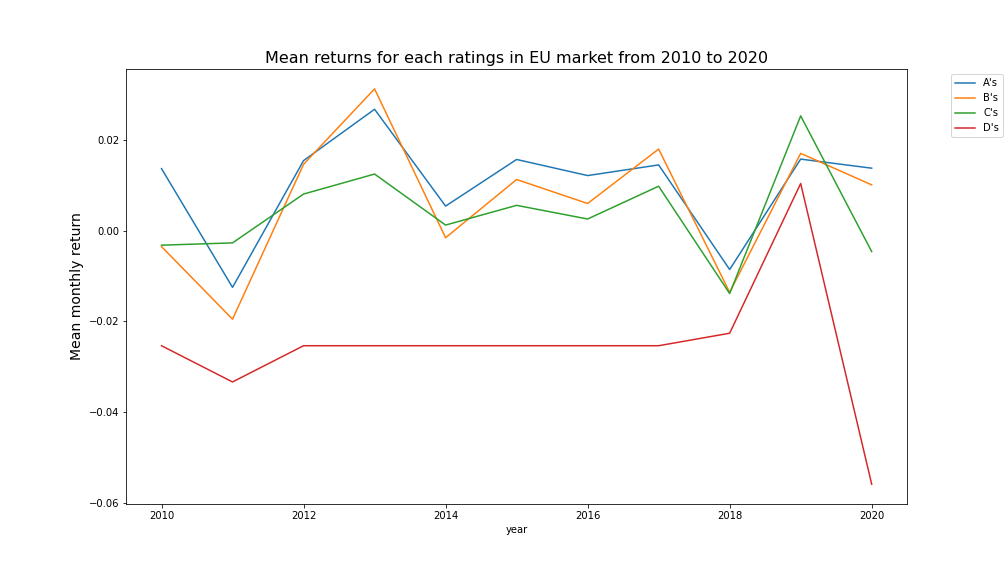 Mean returns for each ratings in EU market from 2010 to 2020
A's
B's
C's
D's
Mean monthly return
0.02
0.00
−0.02
−0.04
−0.06
2010 2012 2014 2016 2018 2020
year